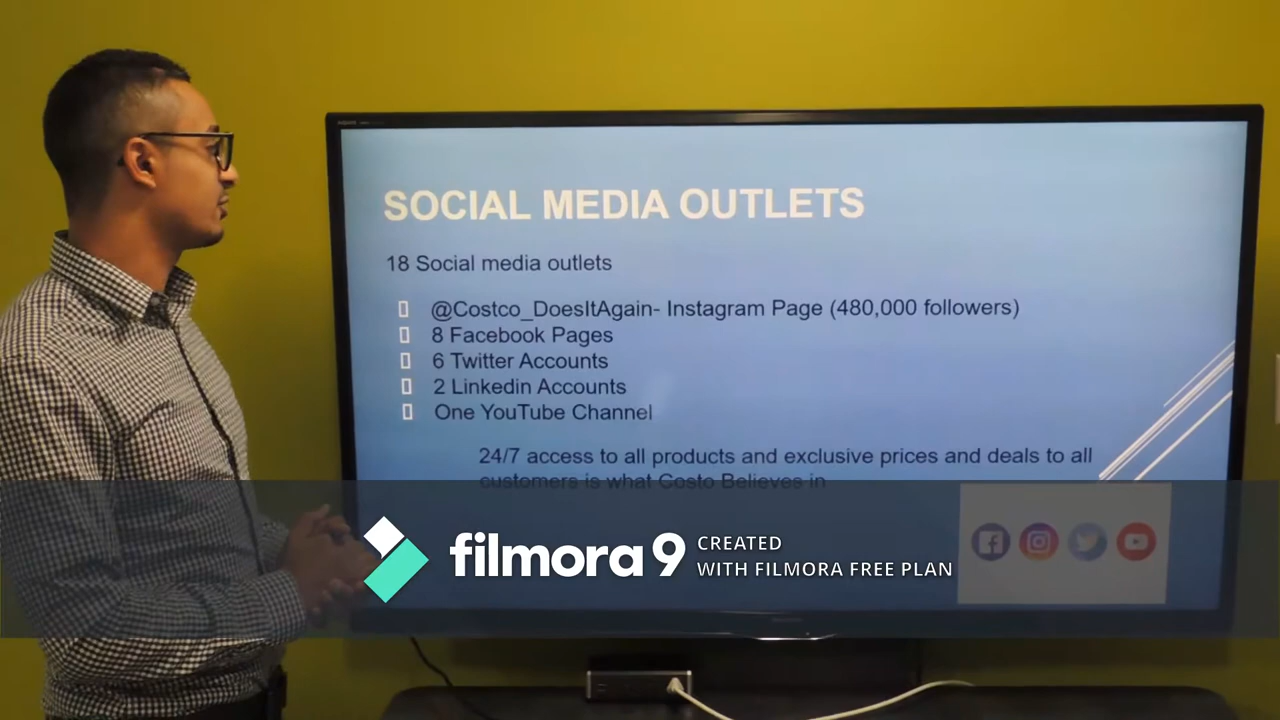 SOCIAL MEDIA OUTLETS
18 Social media outlets
@Costco_DoesItAgain- Instagram Page (480,000 followers)
8 Facebook Pages
6 Twitter Accounts
2 Linkedin Accounts
One YouTube Channel
24/7 access to all products and exclusive prices and deals to all
customers is what Costo Believes in
filmora9
CREATED
WITH FILMORA FREE PLAN